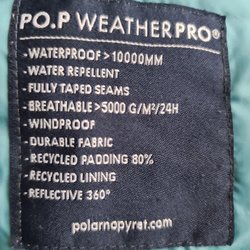 PO.P WEATHERPRO®
-WATERPROOF>10000MM
-WATER REPELLENT
-FULLY TAPED SEAMS
-BREATHABLE>5000 G/M²/24H
-WINDPROOF
-DURABLE FABRIC
-RECYCLED PADDING 80%
-RECYCLED LINING
-REFLECTIVE 360°
polarnopyret.com